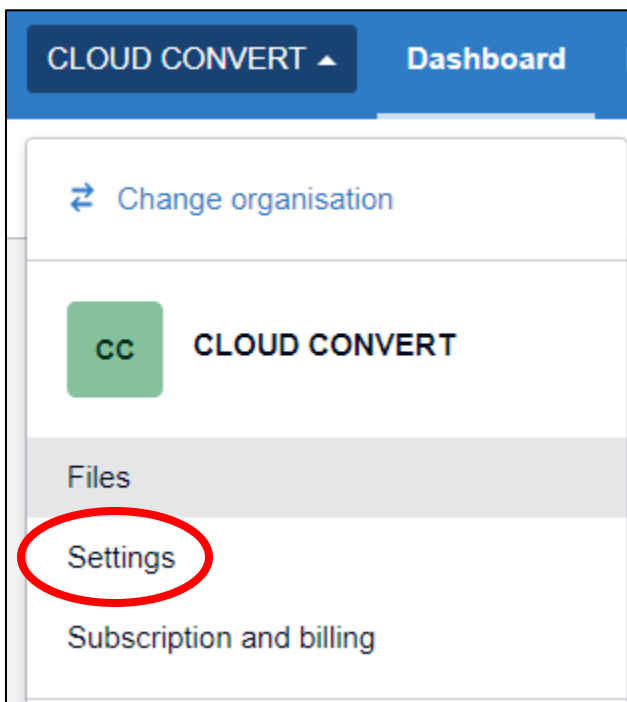 CLOUD CONVERT Dashboard
Change organisation
CC CLOUD CONVERT
Files
Settings
Subscription and billing